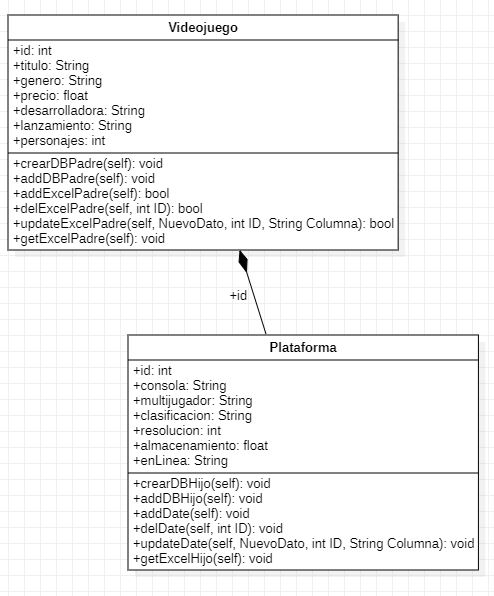 Videojuego
+id: int
+titulo: String
+genero: String
+precio: float
+desarrolladora: String
+lanzamiento: String
+personajes: int
+crearDBPadre(self): void
+addDBPadre(self): void
+addExcelPadre(self): bool
+delExcelPadre(self, int ID): bool
+updateExcelPadre(self, NuevoDato, int ID, String Columna): bool
+getExcelPadre(self): void
+id
Plataforma
+id: int
+consola: String
+multijugador: String
+clasificacion: String
+resolucion: int
+almacenamiento: float
+enLinea: String
+crearDBHijo(self): void
+addDBHijo(self): void
+addDate(self): void
+delDate(self, int ID): void
+updateDate(self, NuevoDato, int ID, String Columna): void
+getExcelHijo(self): void